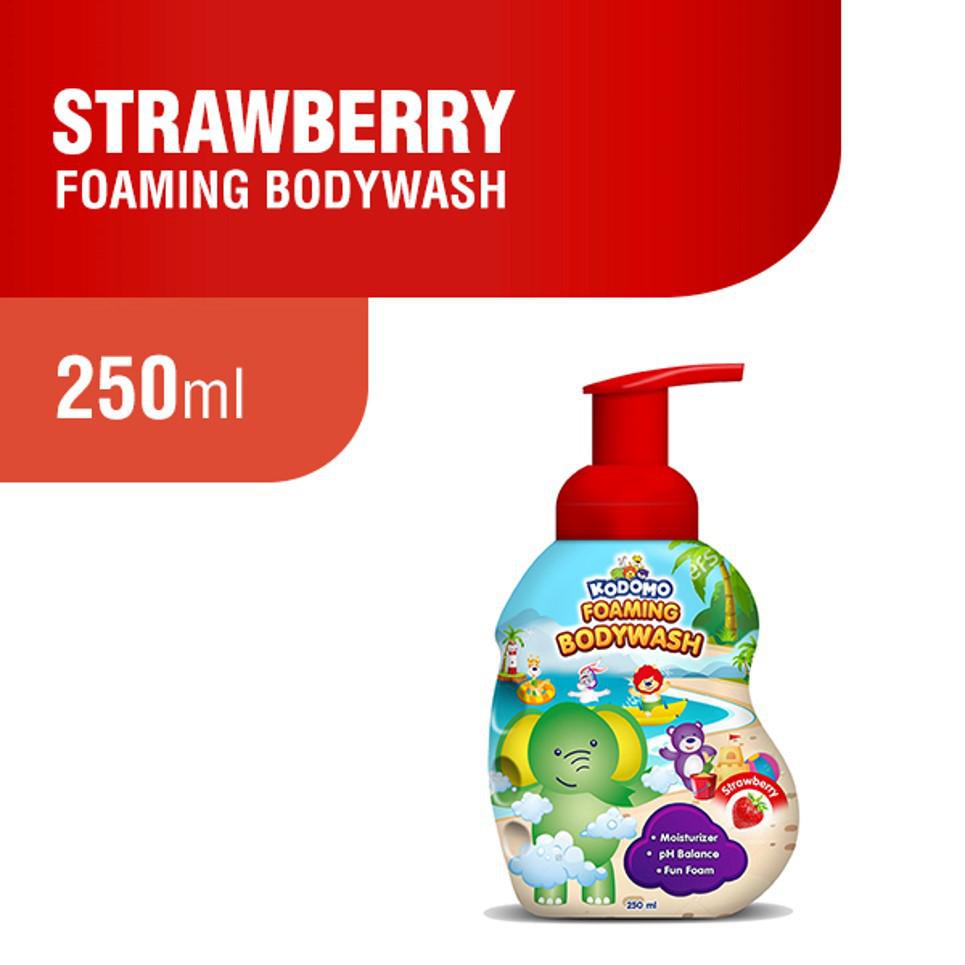 STRAWBERRY
FOAMING BODYWASH
250ml
KODOMO
FOAMING
BODYWASH
Strawberry
• Moisturizer
• pH Balance
• Fun Foam
250 ml